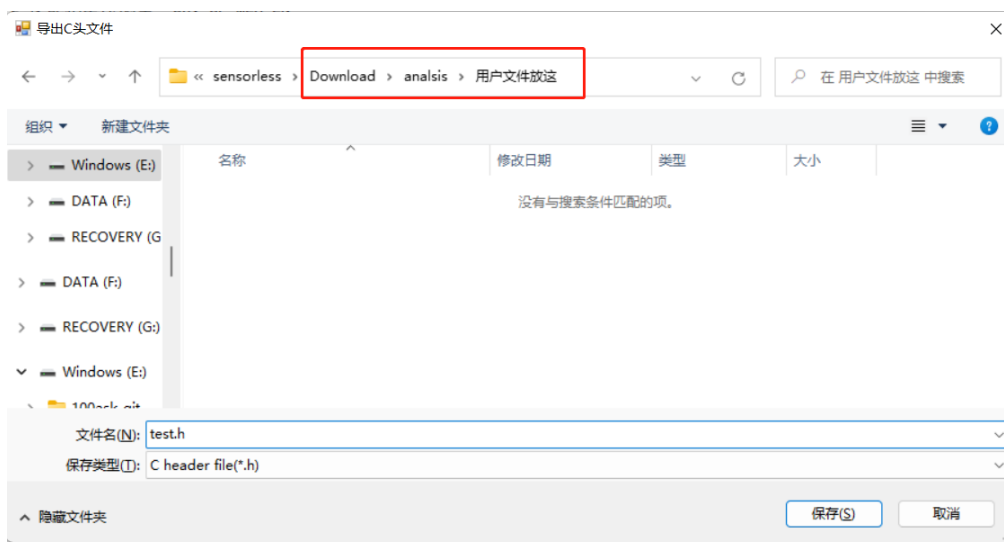 导出C头文件
« sensorless › Download › analsis › 用户文件放这
在 用户文件放这 中搜索
组织 新建文件夹
名称 修改日期 类型 大小
没有与搜索条件匹配的项。
Windows (E:)
DATA (F:)
RECOVERY (G
DATA (F:)
RECOVERY (G:)
Windows (E:)
文件名(N): test.h
保存类型(T): C header file(*.h)
隐藏文件夹 保存(S) 取消